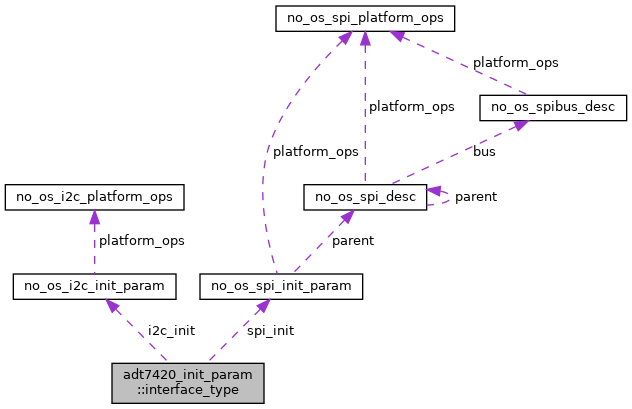 no_os_spi_platform_ops
platform_ops
no_os_spibus_desc
platform_ops
platform_ops
bus
no_os_i2c_platform_ops
no_os_spi_desc
parent
platform_ops
parent
no_os_i2c_init_param
no_os_spi_init_param
i2c_init
spi_init
adt7420_init_param
::interface_type